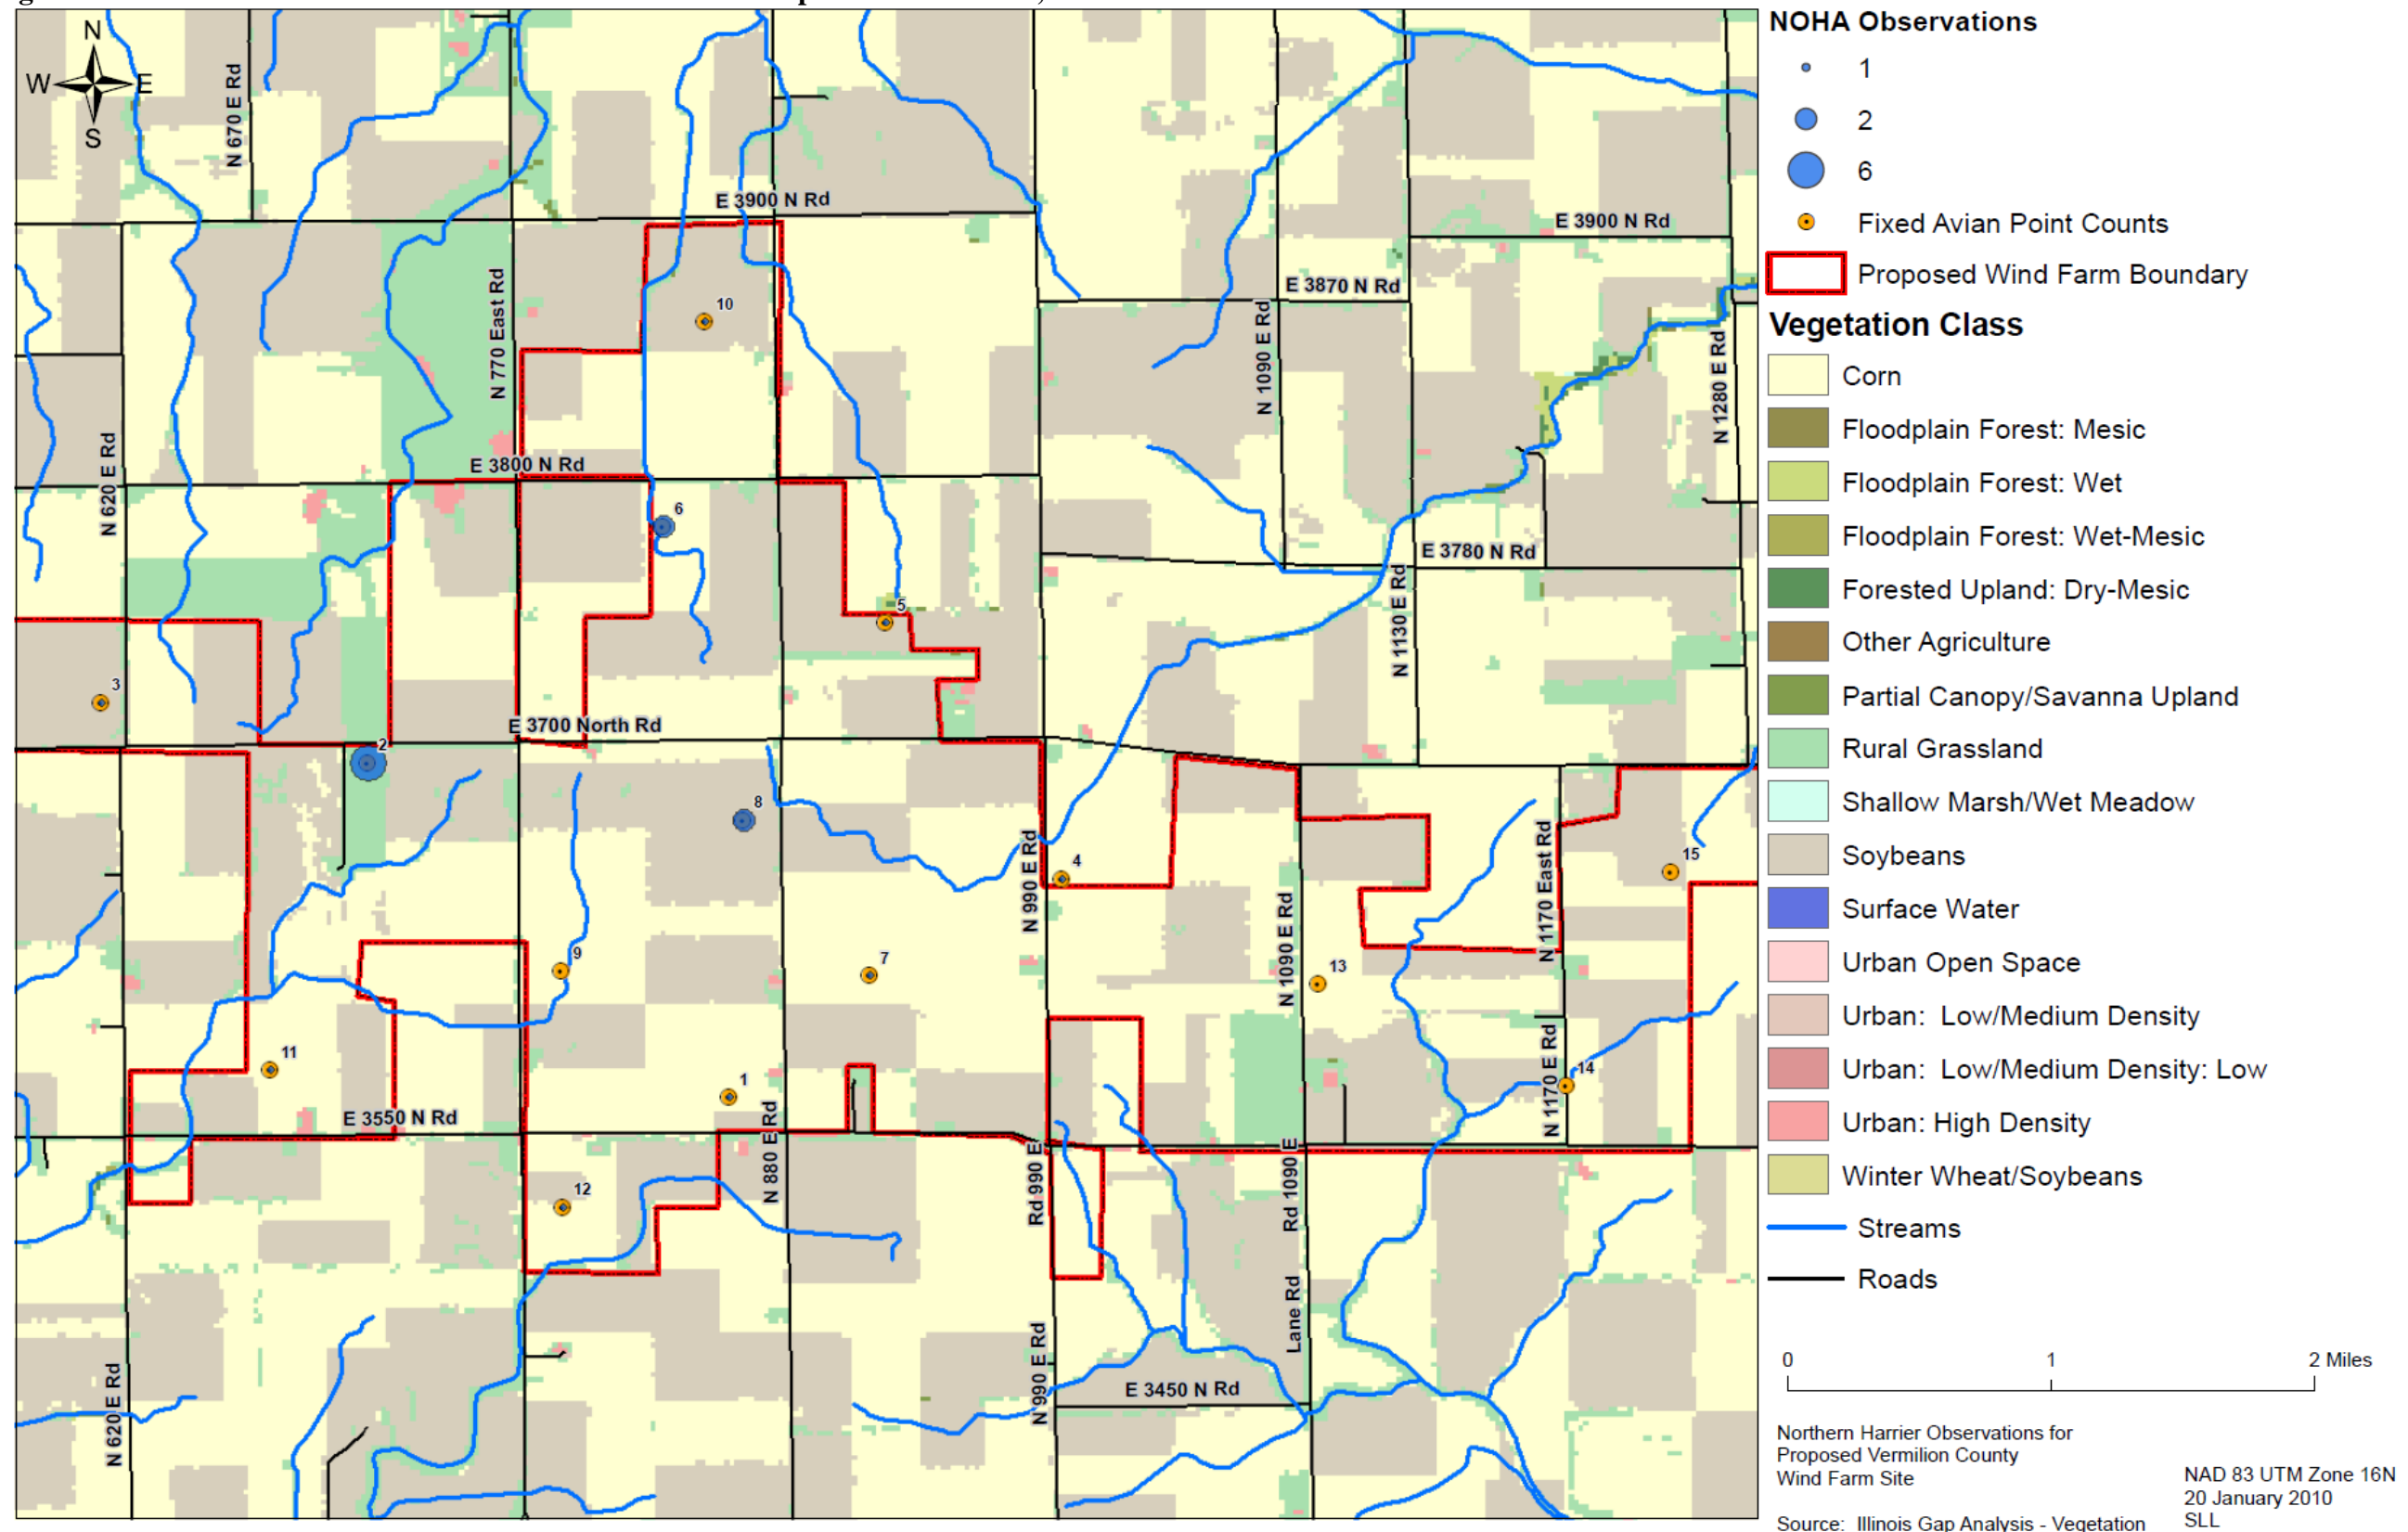 N
W E
S
N 670 E Rd
E 3900 N Rd
E 3900 N Rd
N 770 East Rd
10
E 3870 N Rd
N 1090 E Rd
N 1280 E Rd
N 620 E Rd
E 3800 N Rd
6
E 3780 N Rd
5
N 1130 E Rd
3
E 3700 North Rd
2
8
N 990 E Rd
4
N 1170 East Rd
15
9
7
N 1090 E Rd
13
11
1
E 3550 N Rd
N 880 E Rd
N 1170 E Rd
14
12
Rd 990 E
Rd 1090 E
Lane Rd
N 990 E Rd
E 3450 N Rd
N 620 E Rd
NOHA Observations
1
2
6
Fixed Avian Point Counts
Proposed Wind Farm Boundary
Vegetation Class
Corn
Floodplain Forest: Mesic
Floodplain Forest: Wet
Floodplain Forest: Wet-Mesic
Forested Upland: Dry-Mesic
Other Agriculture
Partial Canopy/Savanna Upland
Rural Grassland
Shallow Marsh/Wet Meadow
Soybeans
Surface Water
Urban Open Space
Urban: Low/Medium Density
Urban: Low/Medium Density: Low
Urban: High Density
Winter Wheat/Soybeans
Streams
Roads
0 1 2 Miles
Northern Harrier Observations for
Proposed Vermilion County
Wind Farm Site
NAD 83 UTM Zone 16N
20 January 2010
SLL
Source: Illinois Gap Analysis - Vegetation